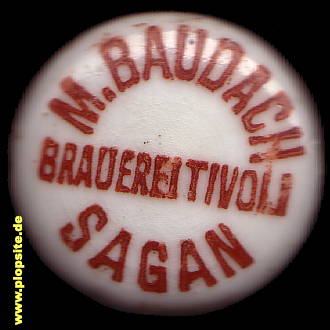 M. BAUDACH
BRAUEREI TIVOLI
SAGAN
www.plopsite.de